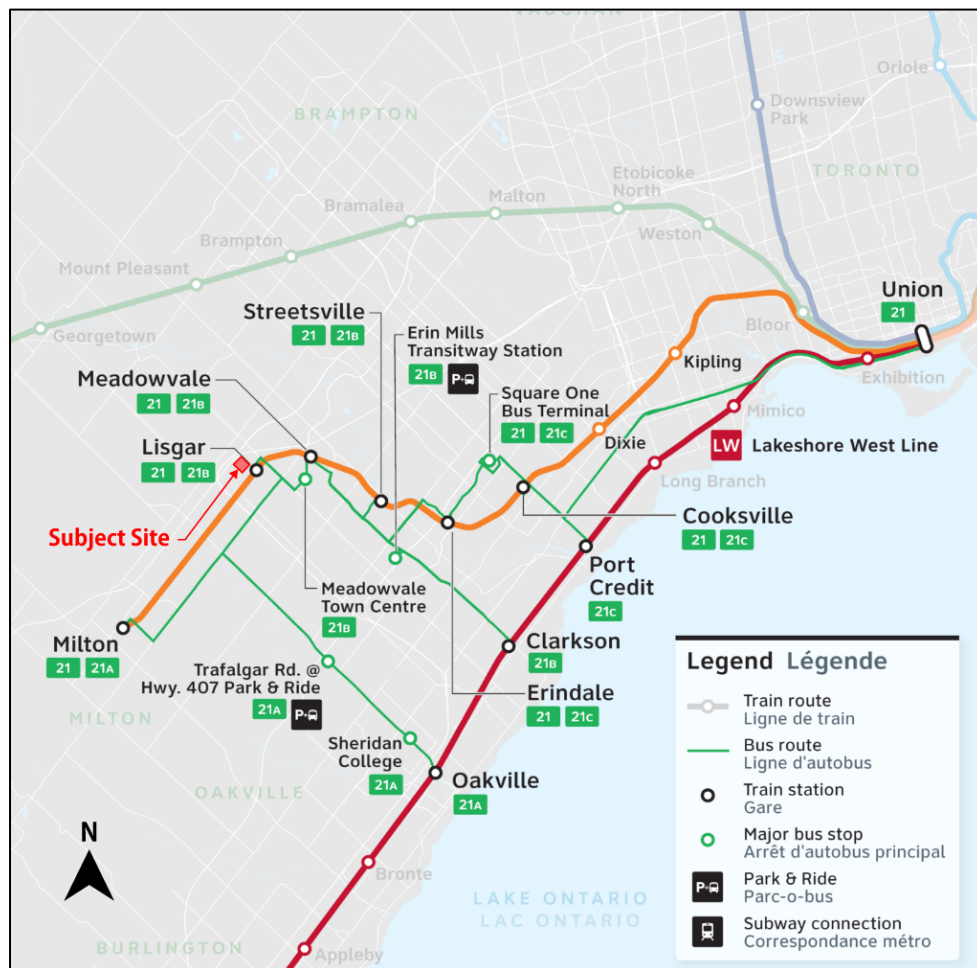 VAUGHAN
Oriole
Downsview
Park
BRAMPTON
TORONTO
Etobicoke
North
Malton
Bramalea
Weston
Brampton
Mount Pleasant
Georgetown
Union
21
Bloor
Streetsville
21 21B
Erin Mills
Transitway Station
21B P+
Kipling
Exhibition
Meadowvale
21 21B
Square One
Bus Terminal
21 21C
Mimico
Dixie
LW Lakeshore West Line
Lisgar
21 21B
Long Branch
Subject Site
Cooksville
21 21C
Port
Credit
21C
Meadowvale
Town Centre
21B
Milton
21 21A
Clarkson
21B
Trafalgar Rd. @
Hwy. 407 Park & Ride
21A P+
Erindale
21 21C
MILTON
Sheridan
College
21A
Oakville
21A
OAKVILLE
N
Bronte
LAKE ONTARIO
LAC ONTARIO
BURLINGTON
Appleby
Legend Légende
Train route
Ligne de train
Bus route
Ligne d'autobus
Train station
Gare
Major bus stop
Arrêt d'autobus principal
P+ Park & Ride
Parc-o-bus
Subway connection
Correspondance métro